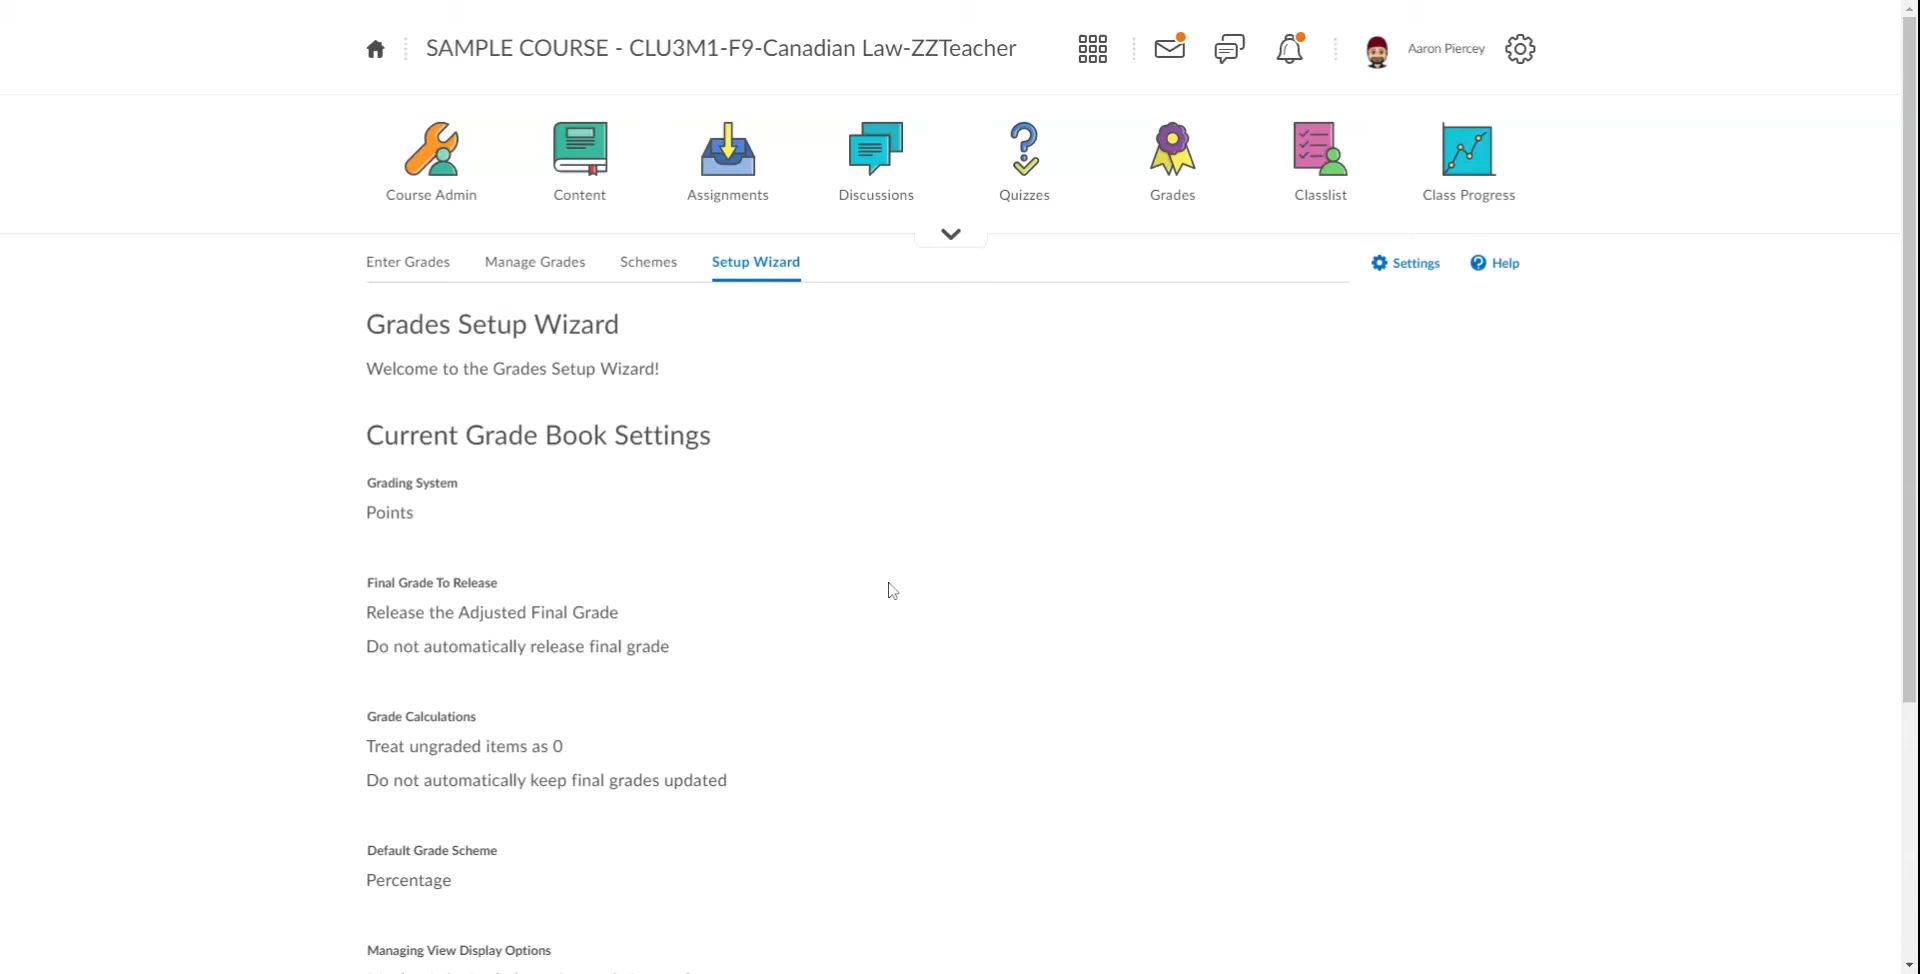 SAMPLE COURSE - CLU3M1-F9-Canadian Law-ZZTeacher
Aaron Piercey
Course Admin
Content
Assignments
Discussions
Quizzes
Grades
Classlist
Class Progress
Enter Grades
Manage Grades
Schemes
Setup Wizard
Settings
Help
Grades Setup Wizard
Welcome to the Grades Setup Wizard!
Current Grade Book Settings
Grading System
Points
Final Grade To Release
Release the Adjusted Final Grade
Do not automatically release final grade
Grade Calculations
Treat ungraded items as 0
Do not automatically keep final grades updated
Default Grade Scheme
Percentage
Managing View Display Options